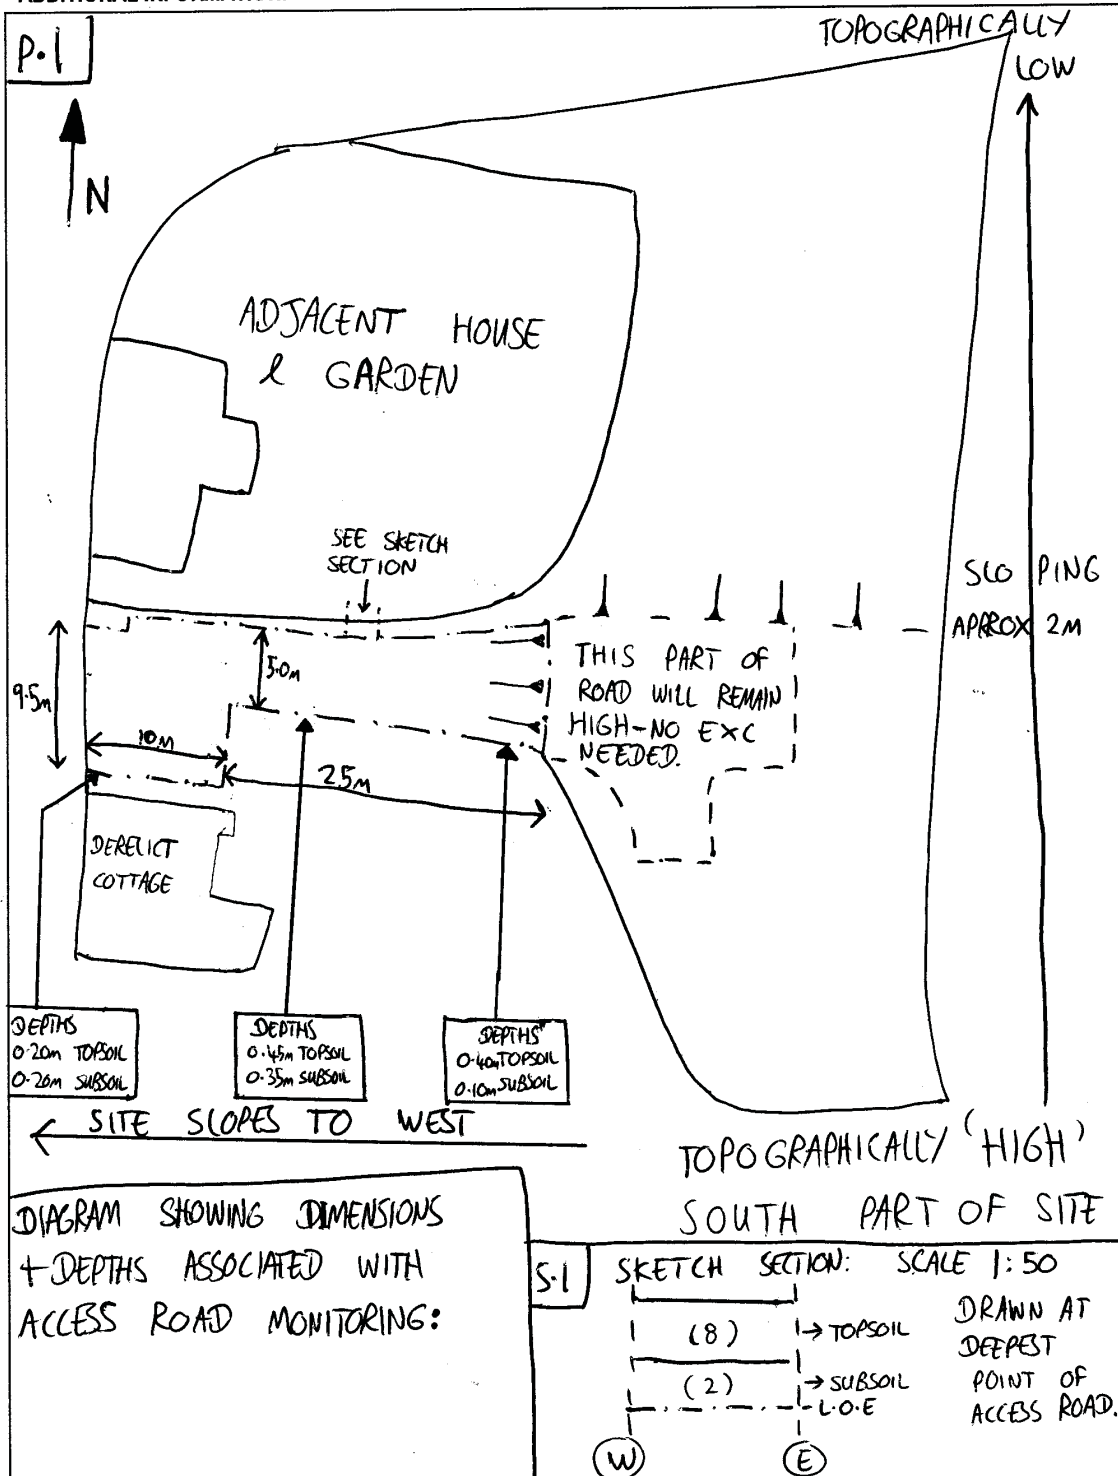 P.1
N
TOPOGRAPHICALLY
LOW
ADJACENT HOUSE
& GARDEN
SEE SKETCH
SECTION
SLOPING
APPROX 2M
9.5m
5.0m
10m
25m
THIS PART OF
ROAD WILL REMAIN
HIGH-NO EXC
NEEDED.
DERELICT
COTTAGE
DEPTHS
0.20m TOPSOIL
0.20m SUBSOIL
DEPTHS
0.45m TOPSOIL
0.35m SUBSOIL
DEPTHS
0.40m TOPSOIL
0.10m SUBSOIL
SITE SLOPES TO WEST
TOPOGRAPHICALLY 'HIGH'
SOUTH PART OF SITE
DIAGRAM SHOWING DIMENSIONS
+ DEPTHS ASSOCIATED WITH
ACCESS ROAD MONITORING:
S.1
SKETCH SECTION: SCALE 1:50
(8)
→ TOPSOIL
(2)
→ SUBSOIL
L.O.E
DRAWN AT
DEEPEST
POINT OF
ACCESS ROAD.
W
E